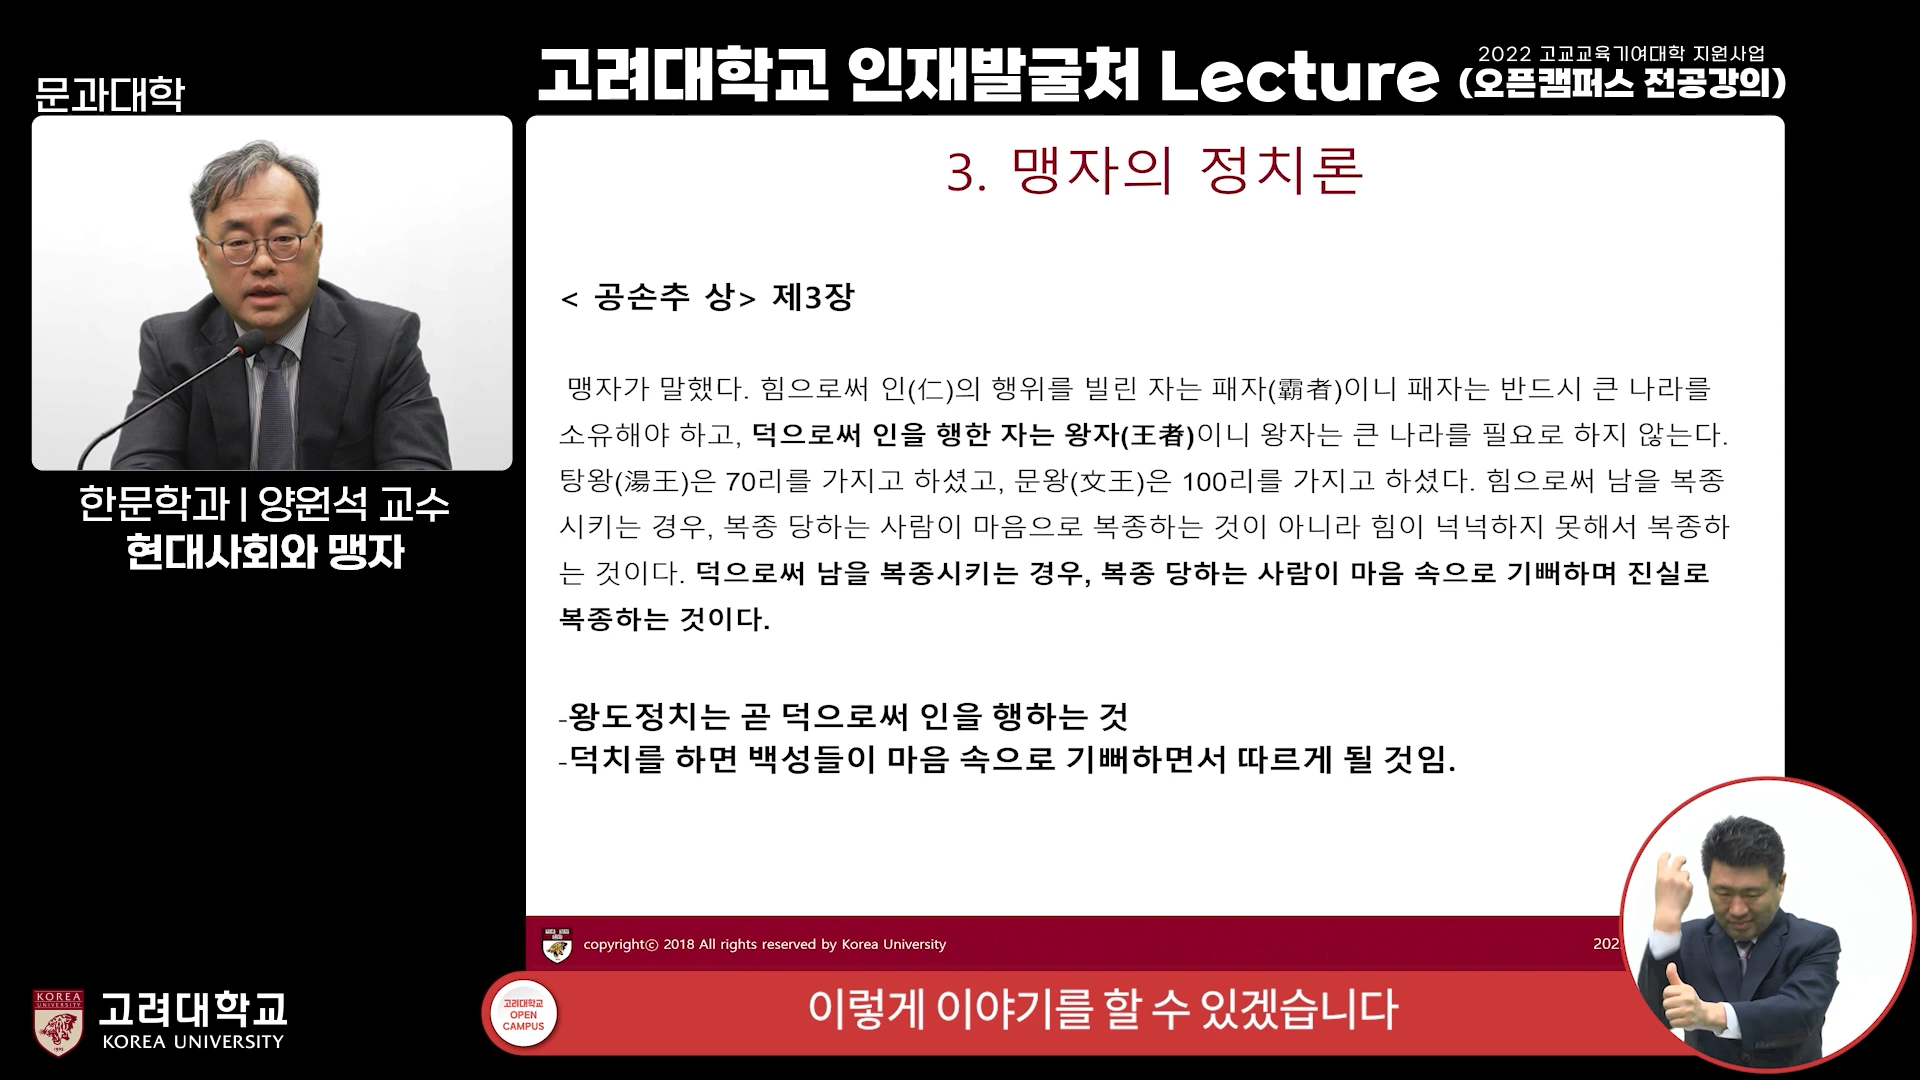 문과대학
고려대학교 인재발굴처 Lecture
2022 고교교육기여대학 지원사업
(오픈캠퍼스 전공강의)
한문학과 | 양원석 교수
현대사회와 맹자
3. 맹자의 정치론
< 공손추 상> 제3장
맹자가 말했다. 힘으로써 인(仁)의 행위를 빌린 자는 패자(霸者)이니 패자는 반드시 큰 나라를
소유해야 하고, 덕으로써 인을 행한 자는 왕자(王者)이니 왕자는 큰 나라를 필요로 하지 않는다.
탕왕(湯王)은 70리를 가지고 하셨고, 문왕(文王)은 100리를 가지고 하셨다. 힘으로써 남을 복종
시키는 경우, 복종 당하는 사람이 마음으로 복종하는 것이 아니라 힘이 넉넉하지 못해서 복종하
는 것이다. 덕으로써 남을 복종시키는 경우, 복종 당하는 사람이 마음 속으로 기뻐하며 진실로
복종하는 것이다.
-왕도정치는 곧 덕으로써 인을 행하는 것
-덕치를 하면 백성들이 마음 속으로 기뻐하면서 따르게 될 것임.
copyright© 2018 All rights reserved by Korea University
202
고려대학교
OPEN
CAMPUS
이렇게 이야기를 할 수 있겠습니다
KOREA
UNIVERSITY
1905
고려대학교
KOREA UNIVERSITY